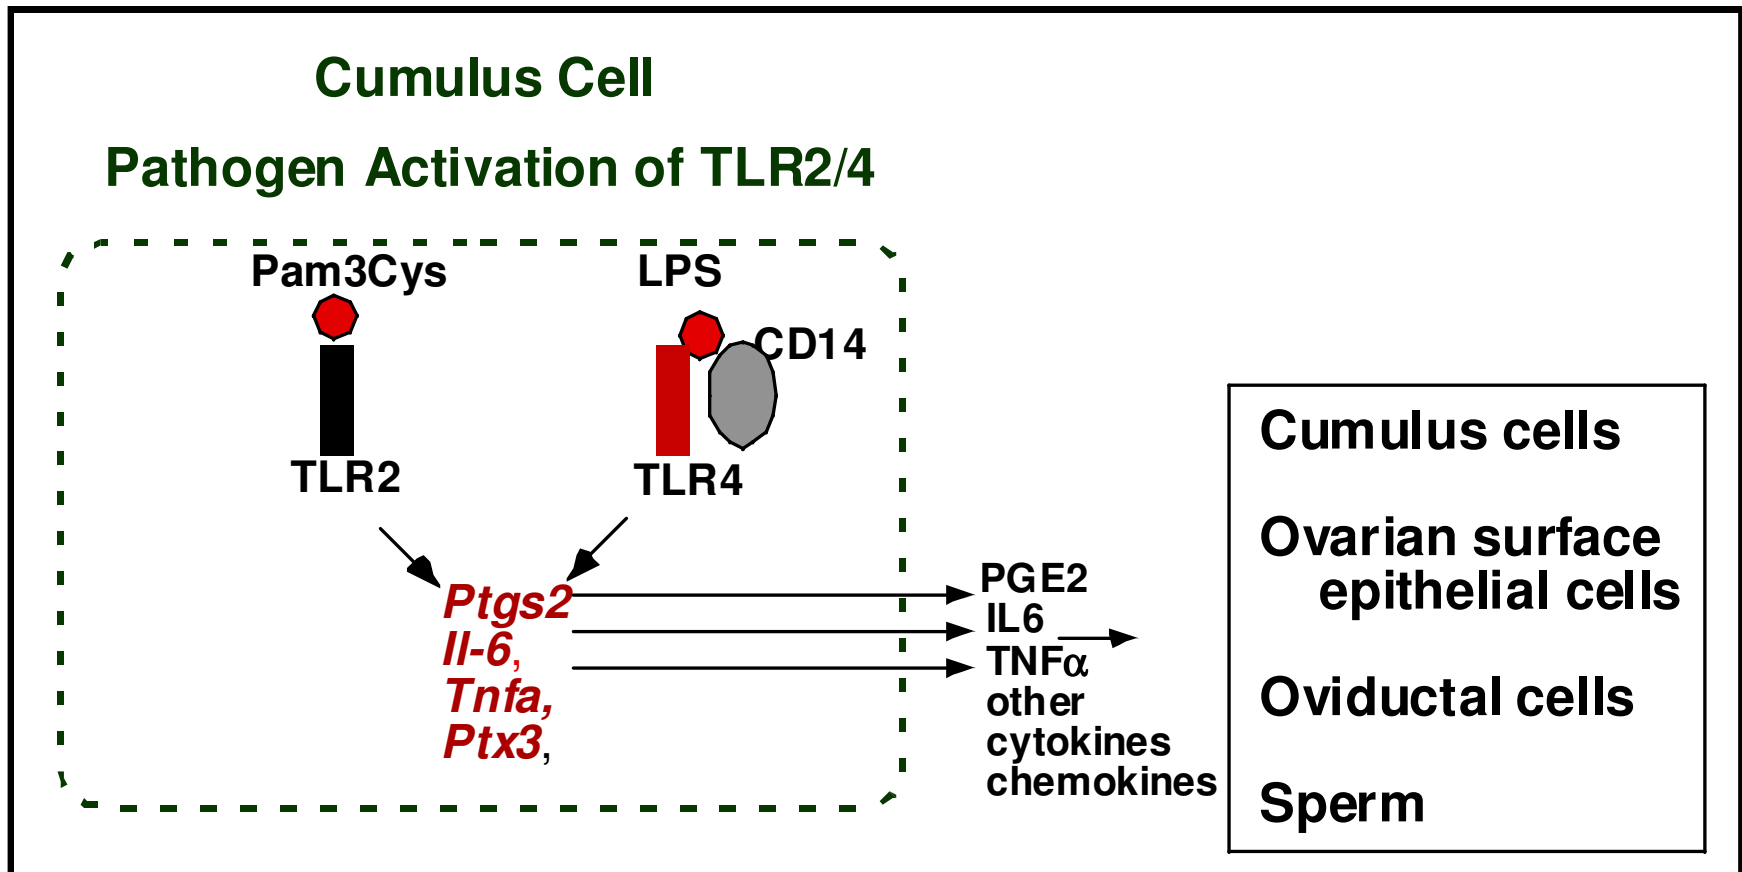 Cumulus Cell
Pathogen Activation of TLR2/4
Pam3Cys
LPS
CD14
TLR2
TLR4
Ptgs2
Il-6,
Tnfa,
Ptx3,
PGE2
IL6
TNFα
other
cytokines
chemokines
Cumulus cells
Ovarian surface
epithelial cells
Oviductal cells
Sperm